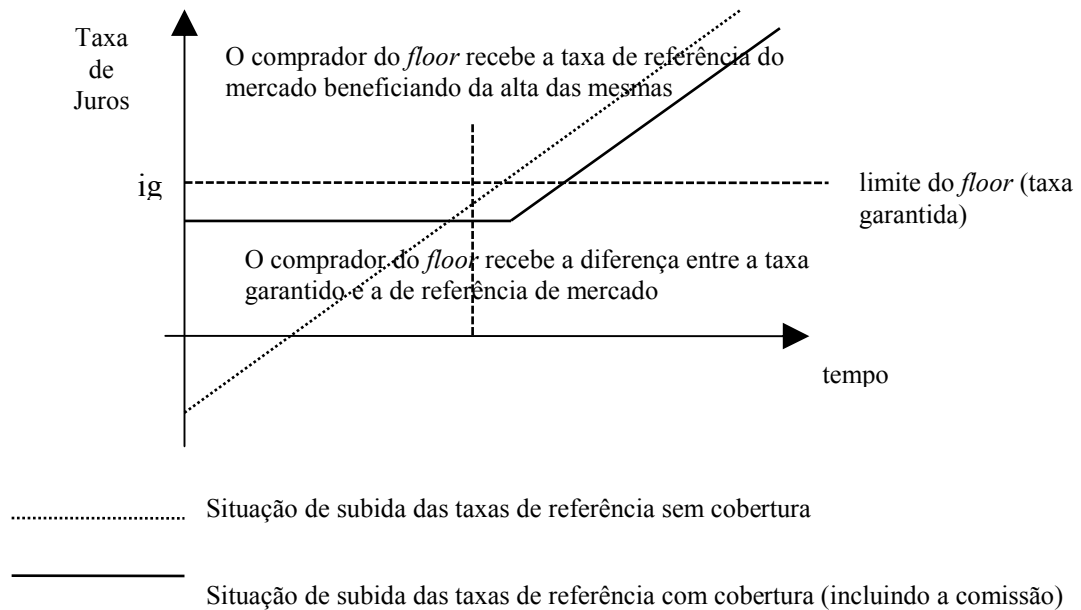 Taxa
de
Juros
O comprador do floor recebe a taxa de referência do
mercado beneficiando da alta das mesmas
ig
limite do floor (taxa
garantida)
O comprador do floor recebe a diferença entre a taxa
garantido e a de referência de mercado
tempo
Situação de subida das taxas de referência sem cobertura
Situação de subida das taxas de referência com cobertura (incluindo a comissão)